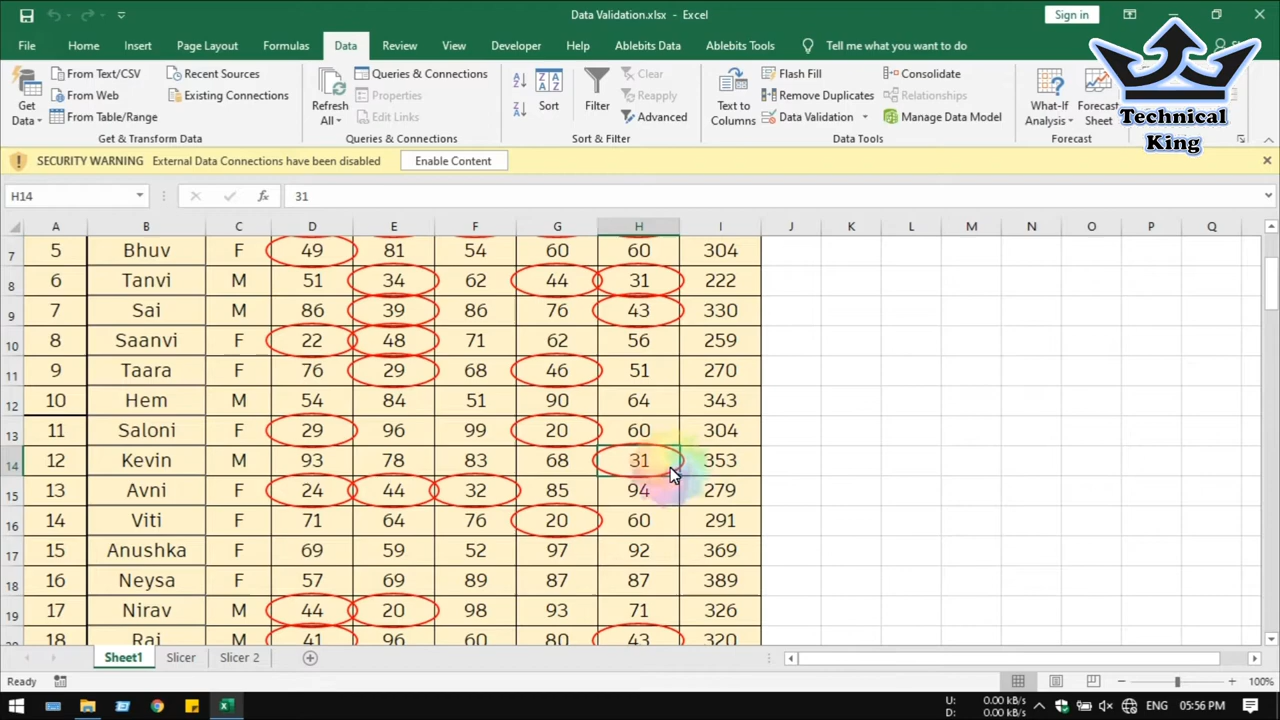 Data Validation.xlsx - Excel
Sign in
File Home Insert Page Layout Formulas Data Review View Developer Help Ablebits Data Ablebits Tools Tell me what you want to do
Get Data
From Text/CSV
From Web
From Table/Range
Recent Sources
Existing Connections
Get & Transform Data
Refresh All
Queries & Connections
Properties
Edit Links
Queries & Connections
Sort
Filter
Clear
Reapply
Advanced
Sort & Filter
Text to Columns
Flash Fill
Remove Duplicates
Data Validation
Consolidate
Relationships
Manage Data Model
Data Tools
What-If Analysis
Forecast Sheet
Forecast
Technical
King
SECURITY WARNING External Data Connections have been disabled Enable Content
H14 fx 31
A B C D E F G H I J K L M N O P Q
7 5 Bhuv F 49 81 54 60 60 304
8 6 Tanvi M 51 34 62 44 31 222
9 7 Sai M 86 39 86 76 43 330
10 8 Saanvi F 22 48 71 62 56 259
11 9 Taara F 76 29 68 46 51 270
12 10 Hem M 54 84 51 90 64 343
13 11 Saloni F 29 96 99 20 60 304
14 12 Kevin M 93 78 83 68 31 353
15 13 Avni F 24 44 32 85 94 279
16 14 Viti F 71 64 76 20 60 291
17 15 Anushka F 69 59 52 97 92 369
18 16 Neysa F 57 69 89 87 87 389
19 17 Nirav M 44 20 98 93 71 326
18 Raj M 41 96 60 80 43 320
Sheet1 Slicer Slicer 2
Ready 100%
U: 0.00 kB/s
D: 0.00 kB/s
ENG 05:56 PM